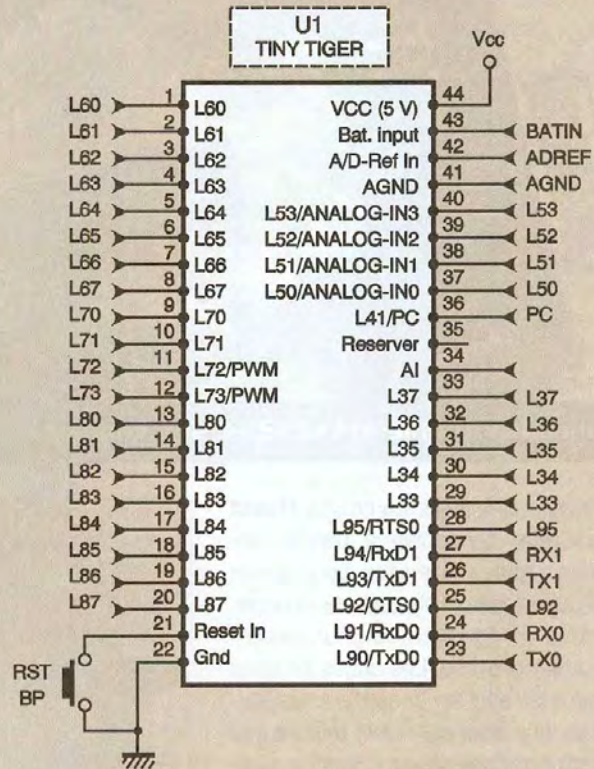 U1
TINY TIGER
Vcc
L60 1 L60 VCC (5 V) 44
L61 2 L61 Bat. input 43 BATIN
L62 3 L62 A/D-Ref In 42 ADREF
L63 4 L63 AGND 41 AGND
L64 5 L64 L53/ANALOG-IN3 40 L53
L65 6 L65 L52/ANALOG-IN2 39 L52
L66 7 L66 L51/ANALOG-IN1 38 L51
L67 8 L67 L50/ANALOG-IN0 37 L50
L70 9 L70 L41/PC 36 PC
L71 10 L71 Reserver 35
L72 11 L72/PWM AI 34
L73 12 L73/PWM L37 33 L37
L80 13 L80 L36 32 L36
L81 14 L81 L35 31 L35
L82 15 L82 L34 30 L34
L83 16 L83 L33 29 L33
L84 17 L84 L95/RTS0 28 L95
L85 18 L85 L94/RxD1 27 RX1
L86 19 L86 L93/TxD1 26 TX1
L87 20 L87 L92/CTS0 25 L92
21 Reset In L91/RxD0 24 RX0
22 Gnd L90/TxD0 23 TX0
RST
BP